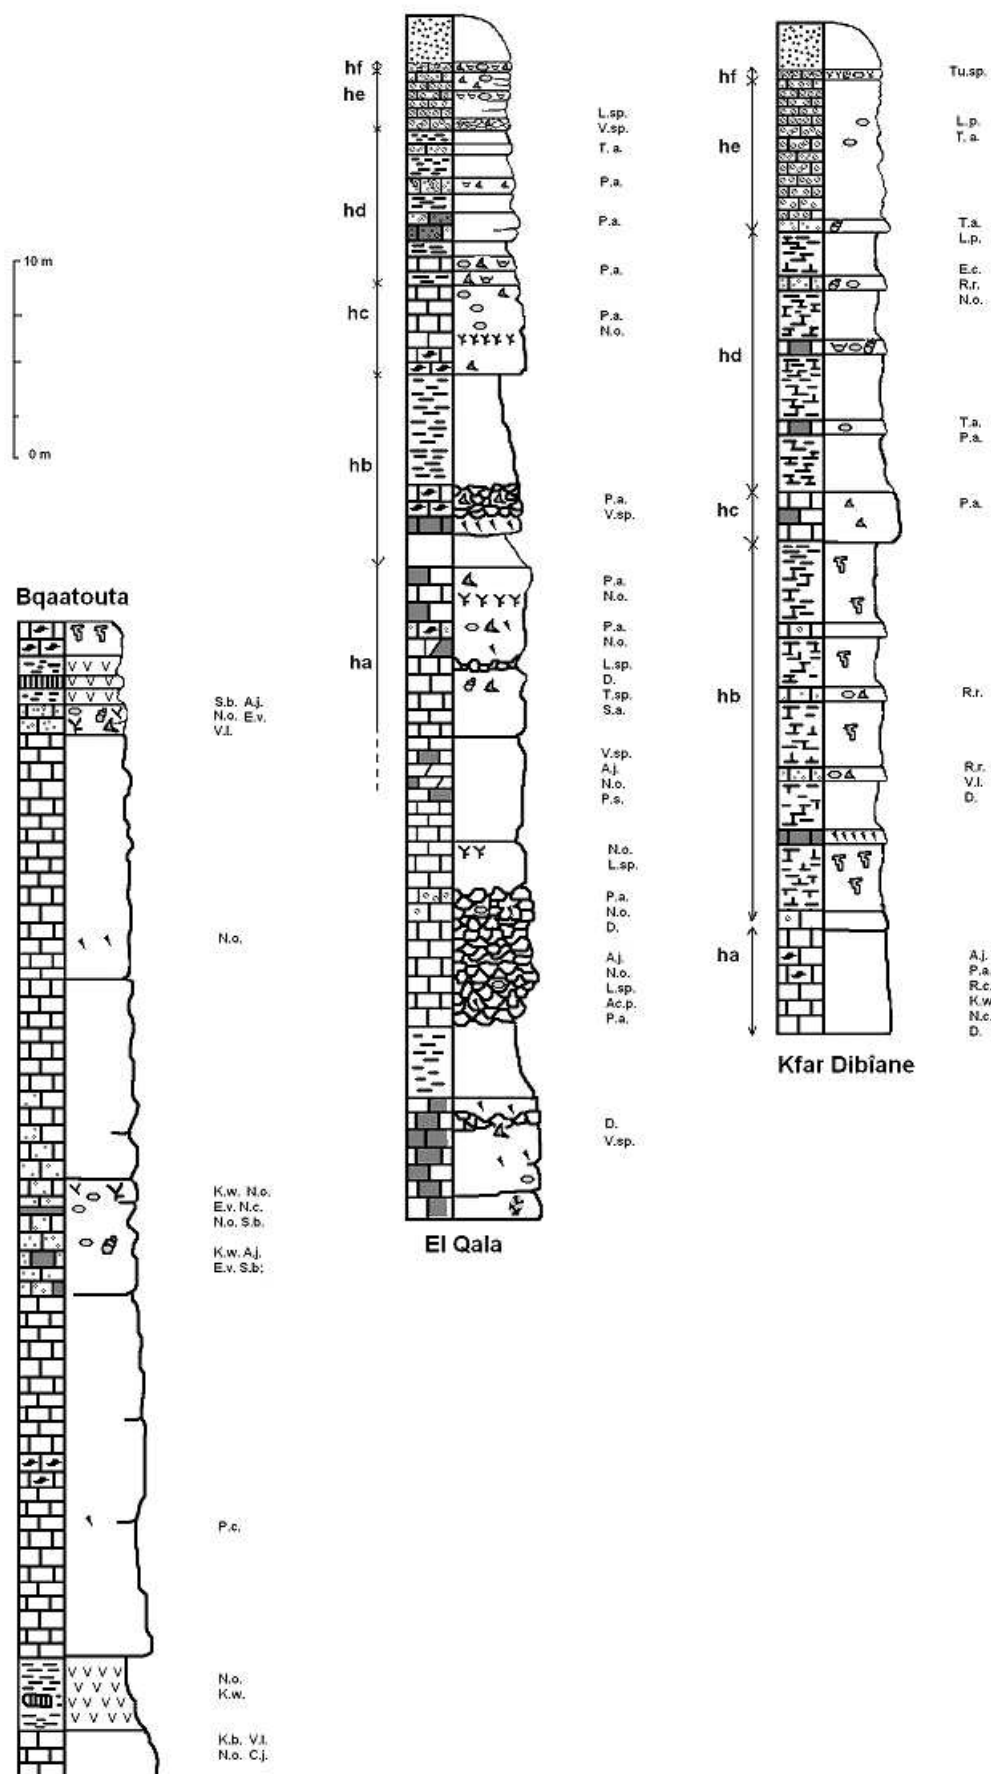 10 m
0 m
Bqaatouta
S.b. A.j.
N.o. E.v.
V.l.
N.o.
K.w. N.o.
E.v. N.c.
N.o. S.b.
K.w. A.j.
E.v. S.b;
P.c.
N.o.
K.w.
K.b. V.l.
N.o. C.j.
hf
he
hd
hc
hb
ha
L.sp.
V.sp.
T. a.
P.a.
P.a.
P.a.
P.a.
N.o.
P.a.
V.sp.
P.a.
N.o.
P.a.
N.o.
L.sp.
D.
T.sp.
S.a.
V.sp.
A.j.
N.o.
P.s.
N.o.
L.sp.
P.a.
N.o.
D.
A.j.
N.o.
L.sp.
Ac.p.
P.a.
D.
V.sp.
El Qala
hf
he
hd
hc
hb
ha
Tu.sp.
L.p.
T. a.
T.a.
L.p.
E.c.
R.r.
N.o.
T.a.
P.a.
P.a.
R.r.
R.r.
V.l.
D.
A.j.
P.a.
R.c.
K.w
N.c.
D.
Kfar Dibîane